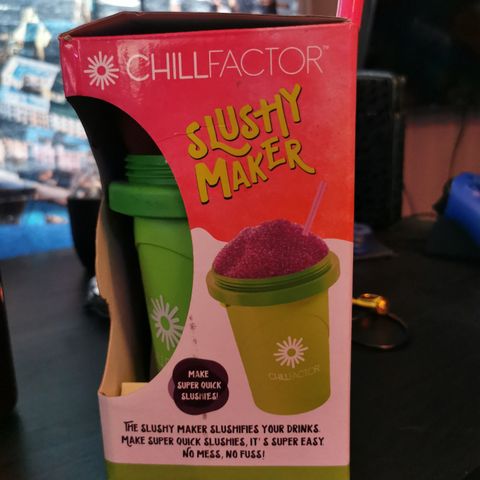 CHILLFACTOR™
SLUSHY
MAKER
CHILLFACTOR
MAKE
SUPER QUICK
SLUSHIES!
THE SLUSHY MAKER SLUSHIFIES YOUR DRINKS.
MAKE SUPER QUICK SLUSHIES, IT'S SUPER EASY
NO MESS, NO FUSS!
CHILLFACTOR